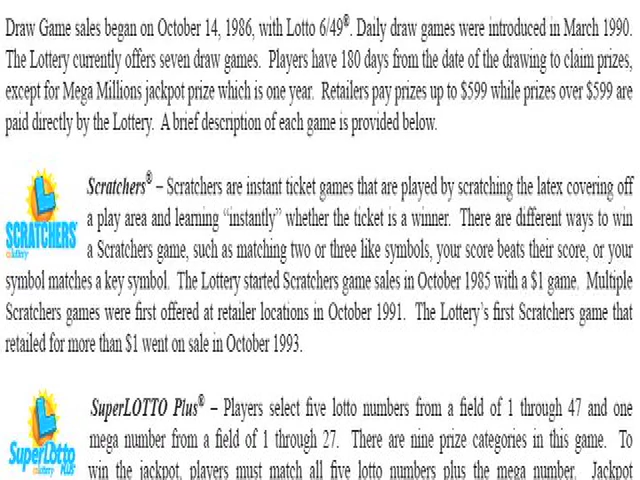 Draw Game sales began on October 14, 1986, with Lotto 6/49®. Daily draw games were introduced in March 1990.
The Lottery currently offers seven draw games. Players have 180 days from the date of the drawing to claim prizes,
except for Mega Millions jackpot prize which is one year. Retailers pay prizes up to $599 while prizes over $599 are
paid directly by the Lottery. A brief description of each game is provided below.
Scratchers® – Scratchers are instant ticket games that are played by scratching the latex covering off
a play area and learning “instantly” whether the ticket is a winner. There are different ways to win
a Scratchers game, such as matching two or three like symbols, your score beats their score, or your
symbol matches a key symbol. The Lottery started Scratchers game sales in October 1985 with a $1 game. Multiple
Scratchers games were first offered at retailer locations in October 1991. The Lottery’s first Scratchers game that
retailed for more than $1 went on sale in October 1993.
SCRATCHERS
calottery
SuperLOTTO Plus® – Players select five lotto numbers from a field of 1 through 47 and one
mega number from a field of 1 through 27. There are nine prize categories in this game. To
win the jackpot, players must match all five lotto numbers plus the mega number. Jackpot
SuperLotto
calottery PLUS